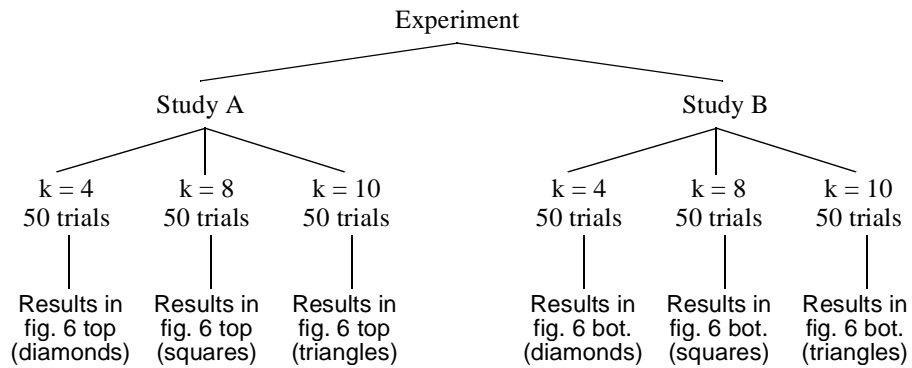 Experiment
Study A
Study B
k = 4
50 trials
k = 8
50 trials
k = 10
50 trials
k = 4
50 trials
k = 8
50 trials
k = 10
50 trials
Results in
fig. 6 top
(diamonds)
Results in
fig. 6 top
(squares)
Results in
fig. 6 top
(triangles)
Results in
fig. 6 bot.
(diamonds)
Results in
fig. 6 bot.
(squares)
Results in
fig. 6 bot.
(triangles)